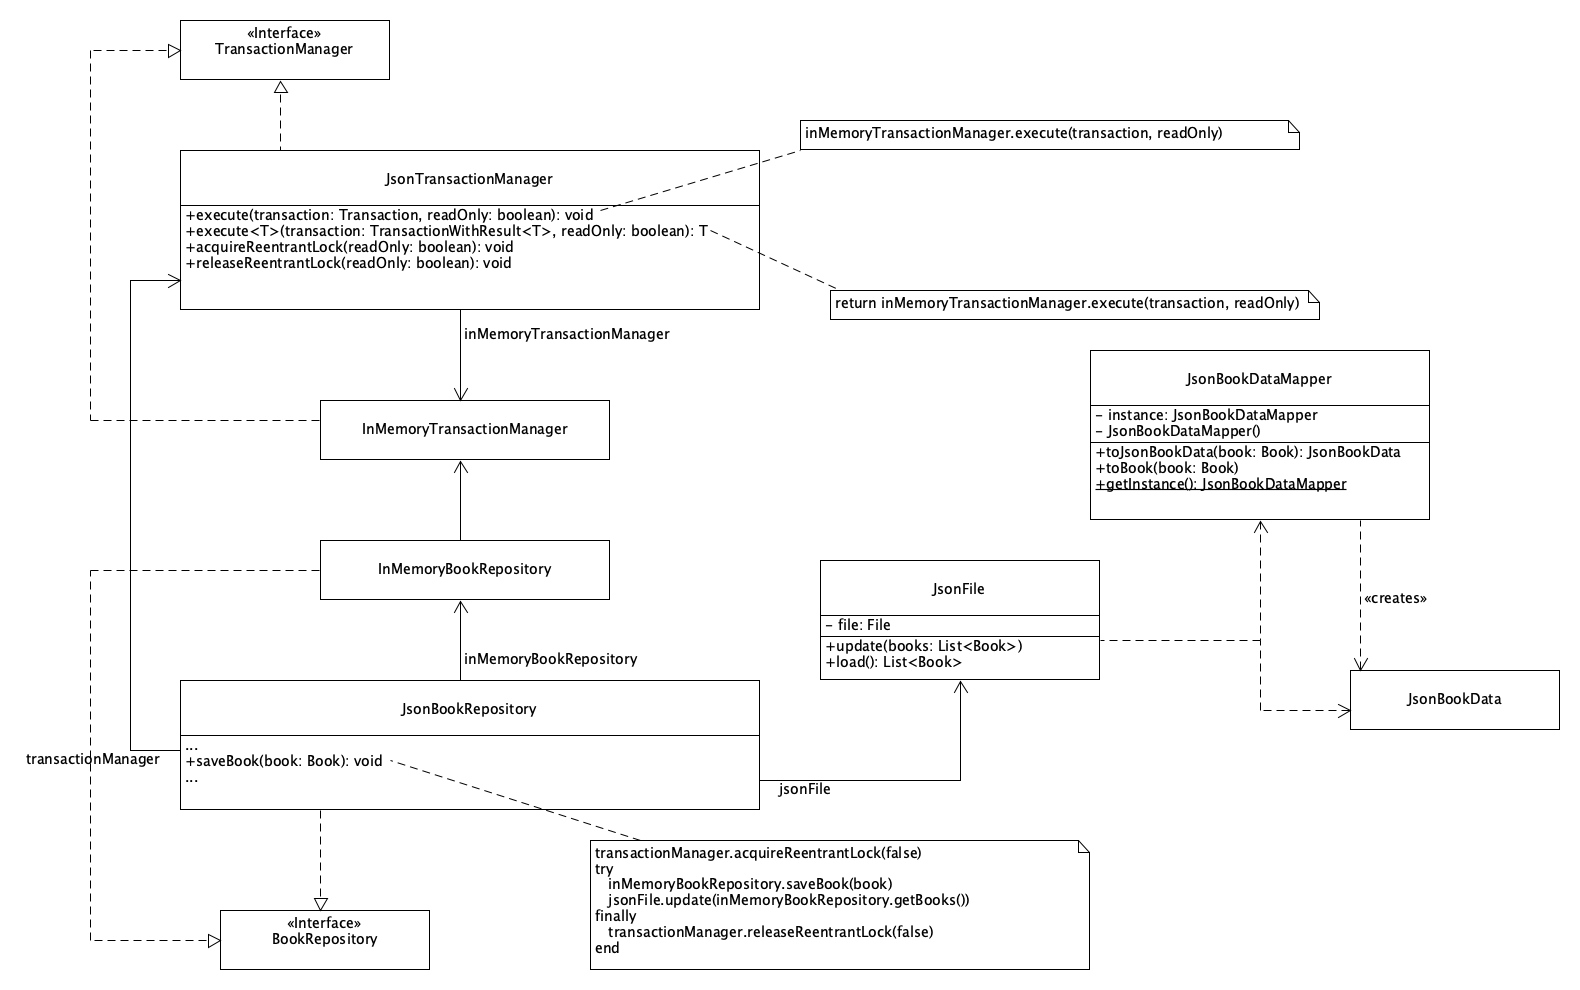 «Interface»
TransactionManager
inMemoryTransactionManager.execute(transaction, readOnly)
JsonTransactionManager
+execute(transaction: Transaction, readOnly: boolean): void
+execute<T>(transaction: TransactionWithResult<T>, readOnly: boolean): T
+acquireReentrantLock(readOnly: boolean): void
+releaseReentrantLock(readOnly: boolean): void
return inMemoryTransactionManager.execute(transaction, readOnly)
inMemoryTransactionManager
InMemoryTransactionManager
JsonBookDataMapper
- instance: JsonBookDataMapper
- JsonBookDataMapper()
+toJsonBookData(book: Book): JsonBookData
+toBook(book: Book)
+getInstance(): JsonBookDataMapper
InMemoryBookRepository
JsonFile
- file: File
+update(books: List<Book>)
+load(): List<Book>
«creates»
inMemoryBookRepository
JsonBookData
JsonBookRepository
...
+saveBook(book: Book): void
...
transactionManager
jsonFile
transactionManager.acquireReentrantLock(false)
try
inMemoryBookRepository.saveBook(book)
jsonFile.update(inMemoryBookRepository.getBooks())
finally
transactionManager.releaseReentrantLock(false)
end
«Interface»
BookRepository